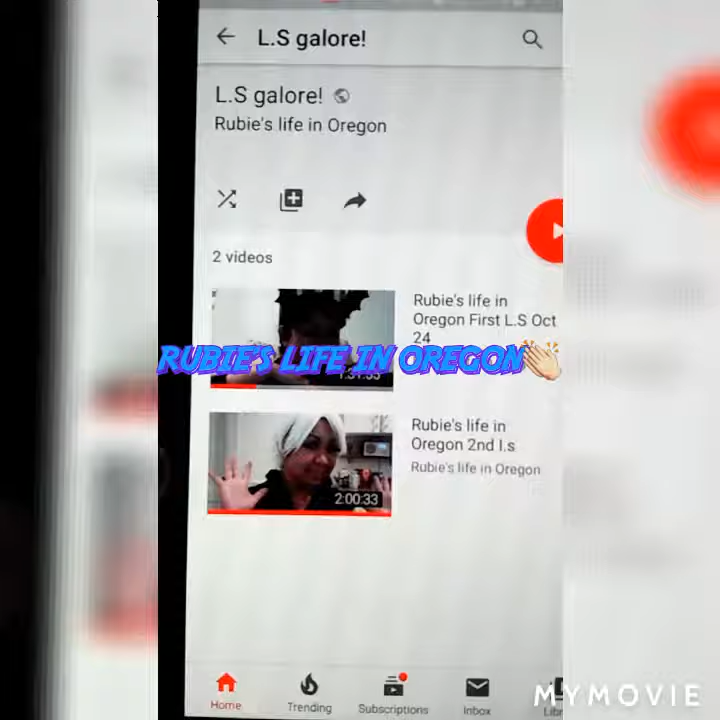 L.S galore!
L.S galore!
Rubie's life in Oregon
2 videos
Rubie's life in
Oregon First L.S Oct
24
RUBIE'S LIFE IN OREGON👏🏼
Rubie's life in
Oregon 2nd l.s
Rubie's life in Oregon
2:00:33
Home
Trending
Subscriptions
Inbox
MYMOVIE